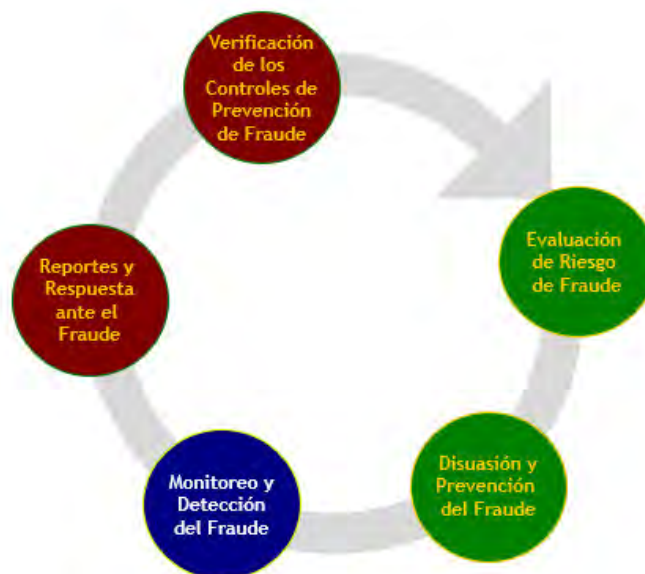 Verificación
de los
Controles de
Prevención
de Fraude
Evaluación
de Riesgo
de Fraude
Reportes y
Respuesta
ante el
Fraude
Disuasión y
Prevención
del Fraude
Monitoreo y
Detección
del Fraude